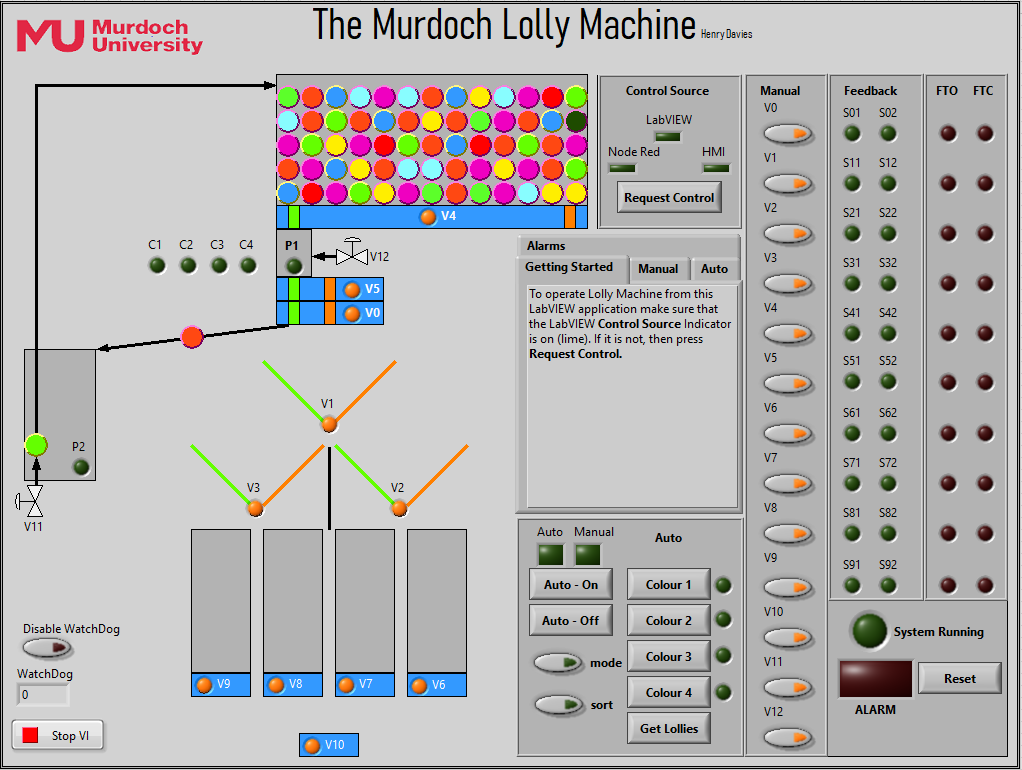 MU Murdoch
University
The Murdoch Lolly Machine Henry Davies
V4
C1 C2 C3 C4
P1
V12
V5
V0
P2
V11
V1
V3
V2
V9 V8 V7 V6
V10
Disable WatchDog
WatchDog
0
Stop VI
Control Source
LabVIEW
Node Red HMI
Request Control
Alarms
Getting Started Manual Auto
To operate Lolly Machine from this
LabVIEW application make sure that
the LabVIEW Control Source Indicator
is on (lime). If it is not, then press
Request Control.
Auto Manual
Auto
Auto - On
Auto - Off
mode
sort
Colour 1
Colour 2
Colour 3
Colour 4
Get Lollies
Manual
V0
V1
V2
V3
V4
V5
V6
V7
V8
V9
V10
V11
V12
Feedback
S01 S02
S11 S12
S21 S22
S31 S32
S41 S42
S51 S52
S61 S62
S71 S72
S81 S82
S91 S92
FTO FTC
System Running
Reset
ALARM